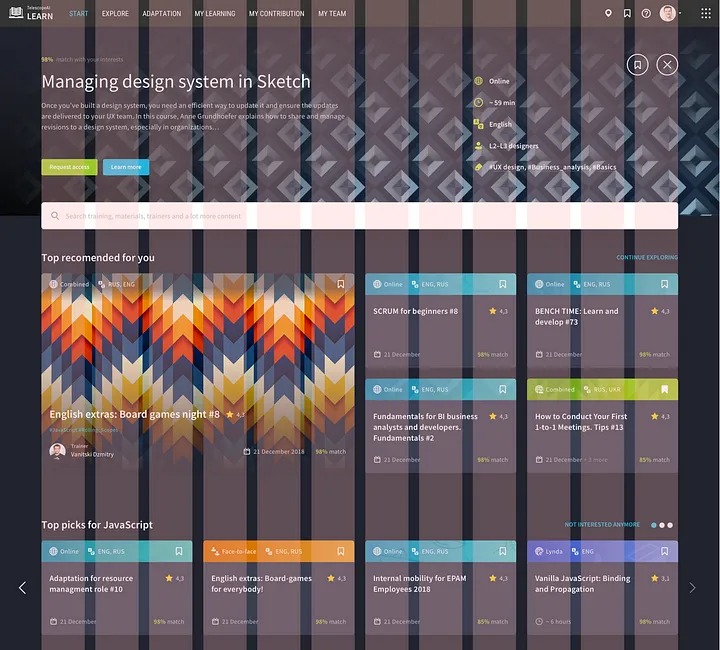 TelescopeAI
LEARN
START EXPLORE ADAPTATION MY LEARNING MY CONTRIBUTION MY TEAM
98% match with your interests
Managing design system in Sketch
Once you've built a design system, you need an efficient way to update it and ensure the updates
are delivered to your UX team. In this course, Anne Grundhoefer explains how to share and manage
revisions to a design system, especially in organizations...
Request access Learn more
Online
~ 59 min
English
L2–L3 designers
#UX design, #Business_analysis, #Basics
Search training, materials, trainers and a lot more content
Top recomended for you
CONTINUE EXPLORING
Combined RUS, ENG
English extras: Board games night #8 4,3
Trainer
Vanitski Dzmitry
21 December 2018 98% match
Online ENG, RUS
SCRUM for beginners #8 4,3
21 December 98% match
Online ENG, RUS
BENCH TIME: Learn and
develop #73
4,3
21 December 99% match
Online ENG, RUS
Fundamentals for BI business
analysts and developers.
Fundamentals #2
4,3
21 December 98% match
Combined RUS, UKR
How to Conduct Your First
1-to-1 Meetings. Tips #13
4,3
21 December + 3 more 85% match
Top picks for JavaScript
NOT INTERESTED ANYMORE
Online ENG, RUS
Adaptation for resource
managment role #10
4,3
21 December 98% match
Face-to-face ENG, RUS
English extras: Board-games
for everybody!
4,3
21 December 98% match
Online ENG, RUS
Internal mobility for EPAM
Employees 2018
4,3
21 December 85% match
Lynda ENG
Vanilla JavaScript: Binding
and Propagation
3,1
~ 6 hours 98% match